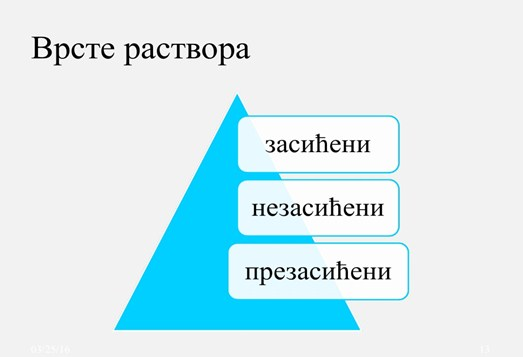 Врсте раствора
засићени
незасићени
презасићени